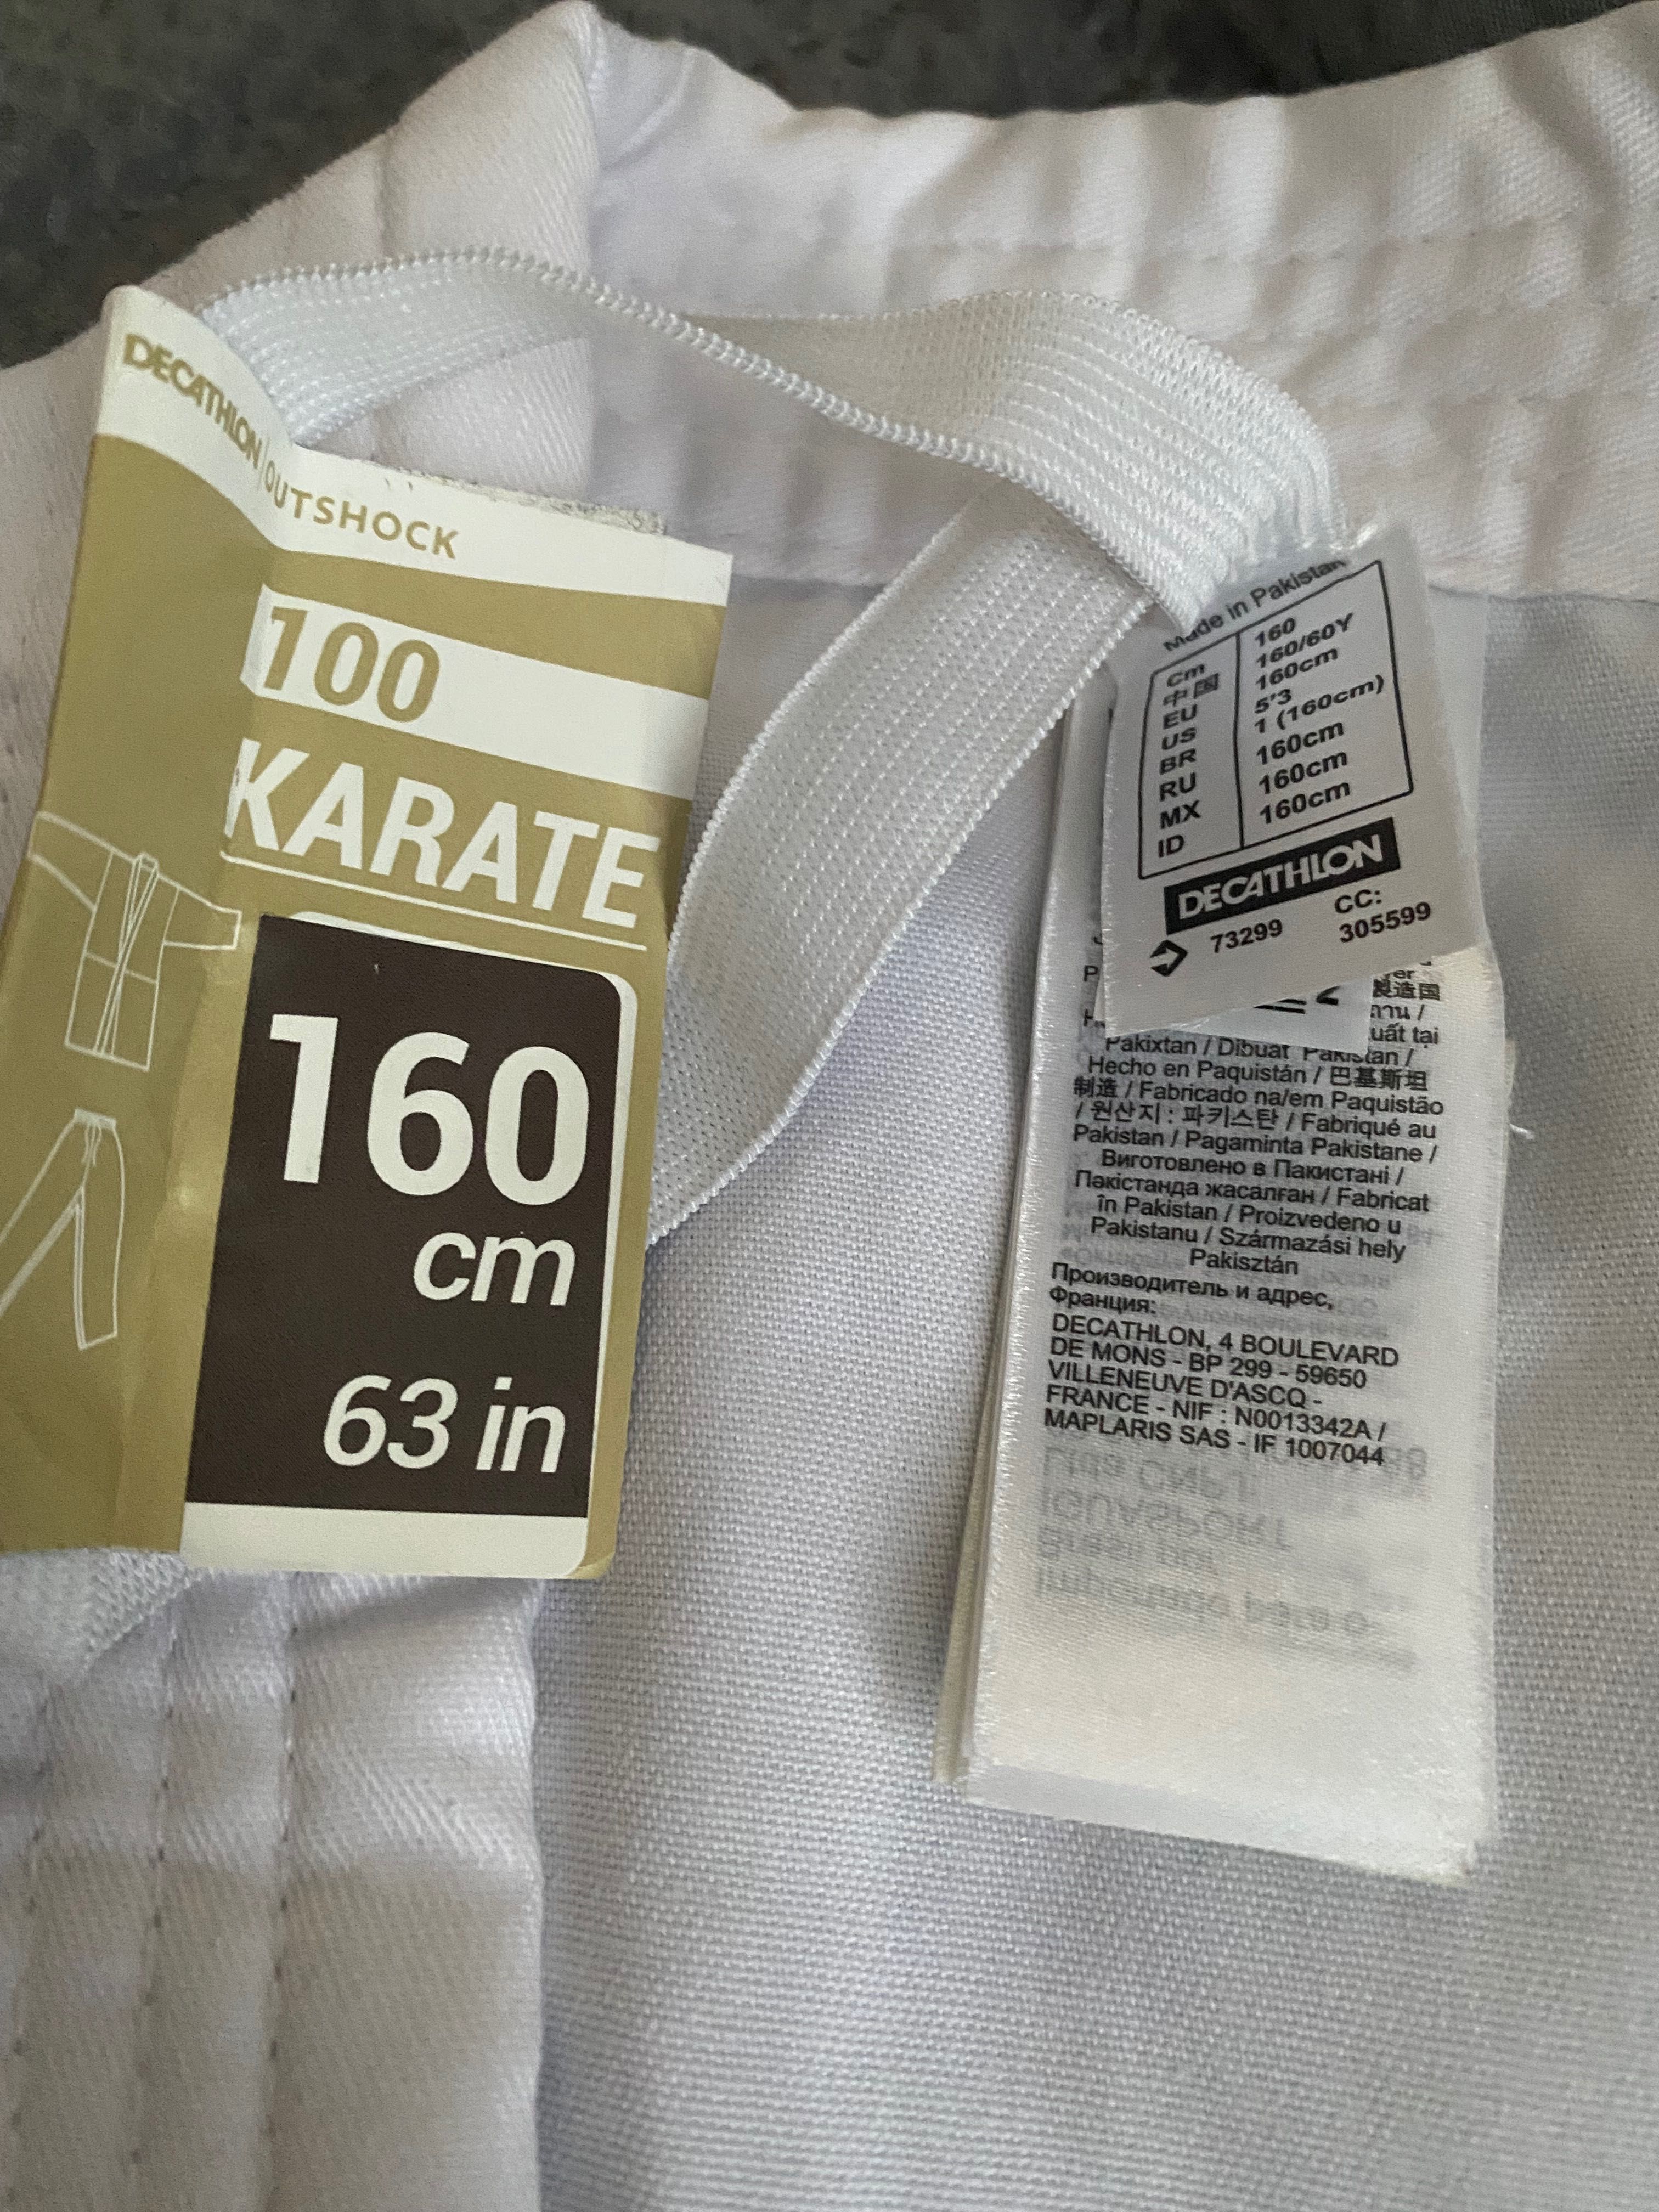 DECATHLON | OUTSHOCK
100
KARATE
160
cm
63 in
Made in Pakistan
Cm 160
中国 160/60Y
EU 160cm
US 5'3
BR 1 (160cm)
RU 160cm
MX 160cm
ID 160cm
DECATHLON
73299 CC: 305599
製造国
uất tại
Pakixtan / Dibuat Pakistan /
Hecho en Paquistán / 巴基斯坦
制造 / Fabricado na/em Paquistão
/ 원산지 : 파키스탄 / Fabriqué au
Pakistan / Pagaminta Pakistane /
Виготовлено в Пакистані /
Пәкістанда жасалған / Fabricat
în Pakistan / Proizvedeno u
Pakistanu / Származási hely
Pakisztán
Производитель и адрес,
Франция:
DECATHLON, 4 BOULEVARD
DE MONS - BP 299 - 59650
VILLENEUVE D'ASCQ -
FRANCE - NIF : N0013342A /
MAPLARIS SAS - IF 1007044